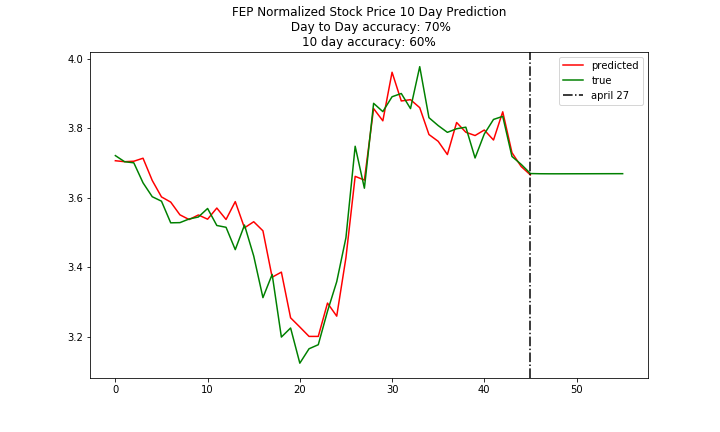 FEP Normalized Stock Price 10 Day Prediction
Day to Day accuracy: 70%
10 day accuracy: 60%
4.0
3.8
3.6
3.4
3.2
predicted
true
april 27
0
10
20
30
40
50